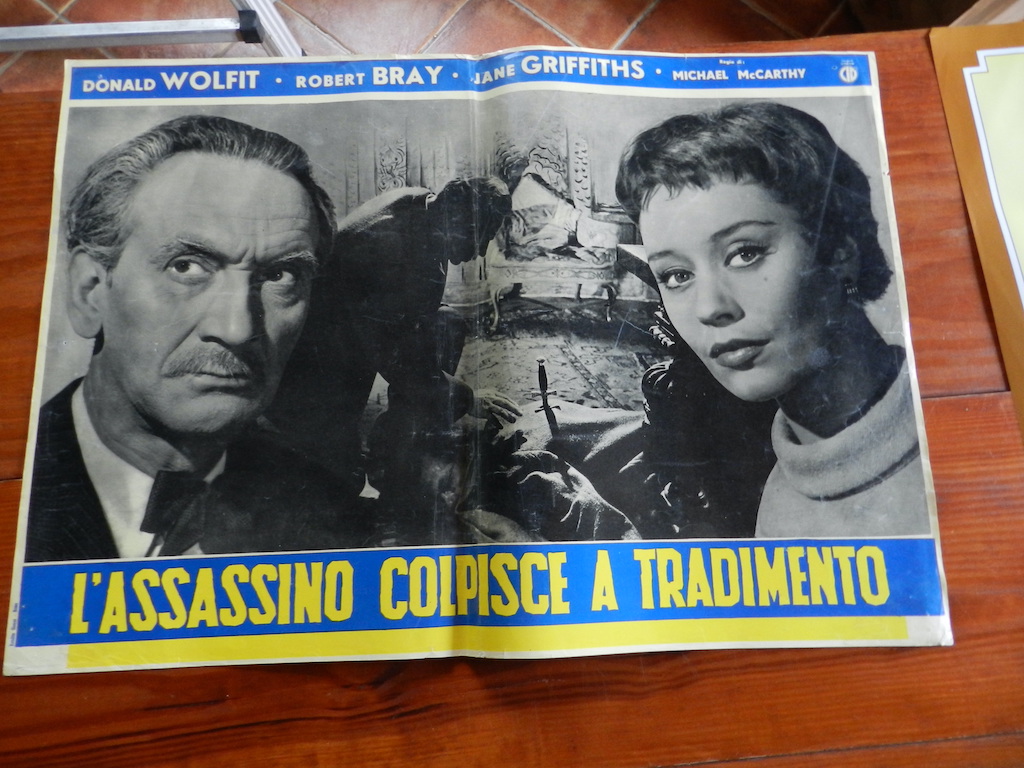 DONALD WOLFIT · ROBERT BRAY · JANE GRIFFITHS · Regia di: MICHAEL McCARTHY
L'ASSASSINO COLPISCE A TRADIMENTO